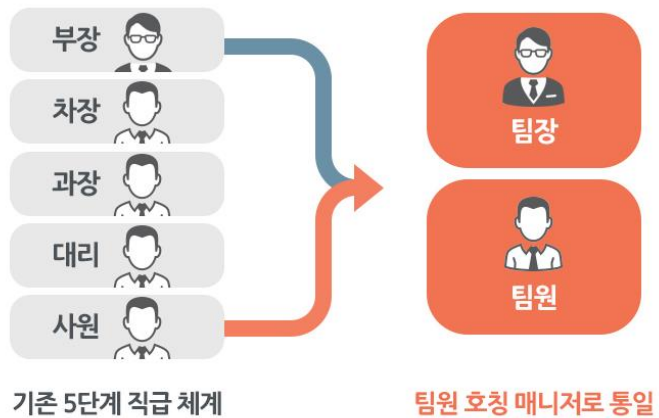 부장
차장
과장
대리
사원
팀장
팀원
기존 5단계 직급 체계
팀원 호칭 매니저로 통일